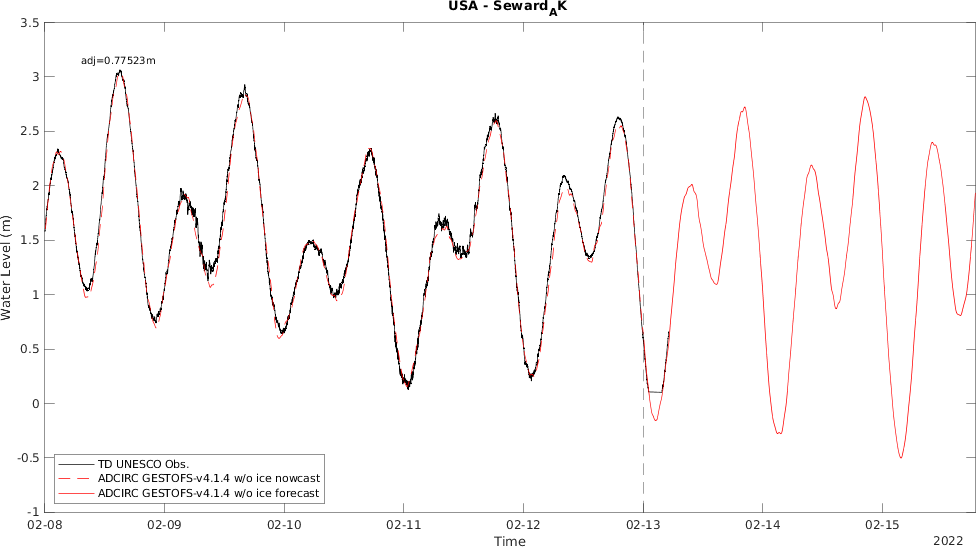 USA - Seward_AK
adj=0.77523m
3.5
3
2.5
2
1.5
1
0.5
0
-0.5
-1
Water Level (m)
TD UNESCO Obs.
ADCIRC GESTOFS-v4.1.4 w/o ice nowcast
ADCIRC GESTOFS-v4.1.4 w/o ice forecast
02-08 02-09 02-10 02-11 02-12 02-13 02-14 02-15
Time
2022